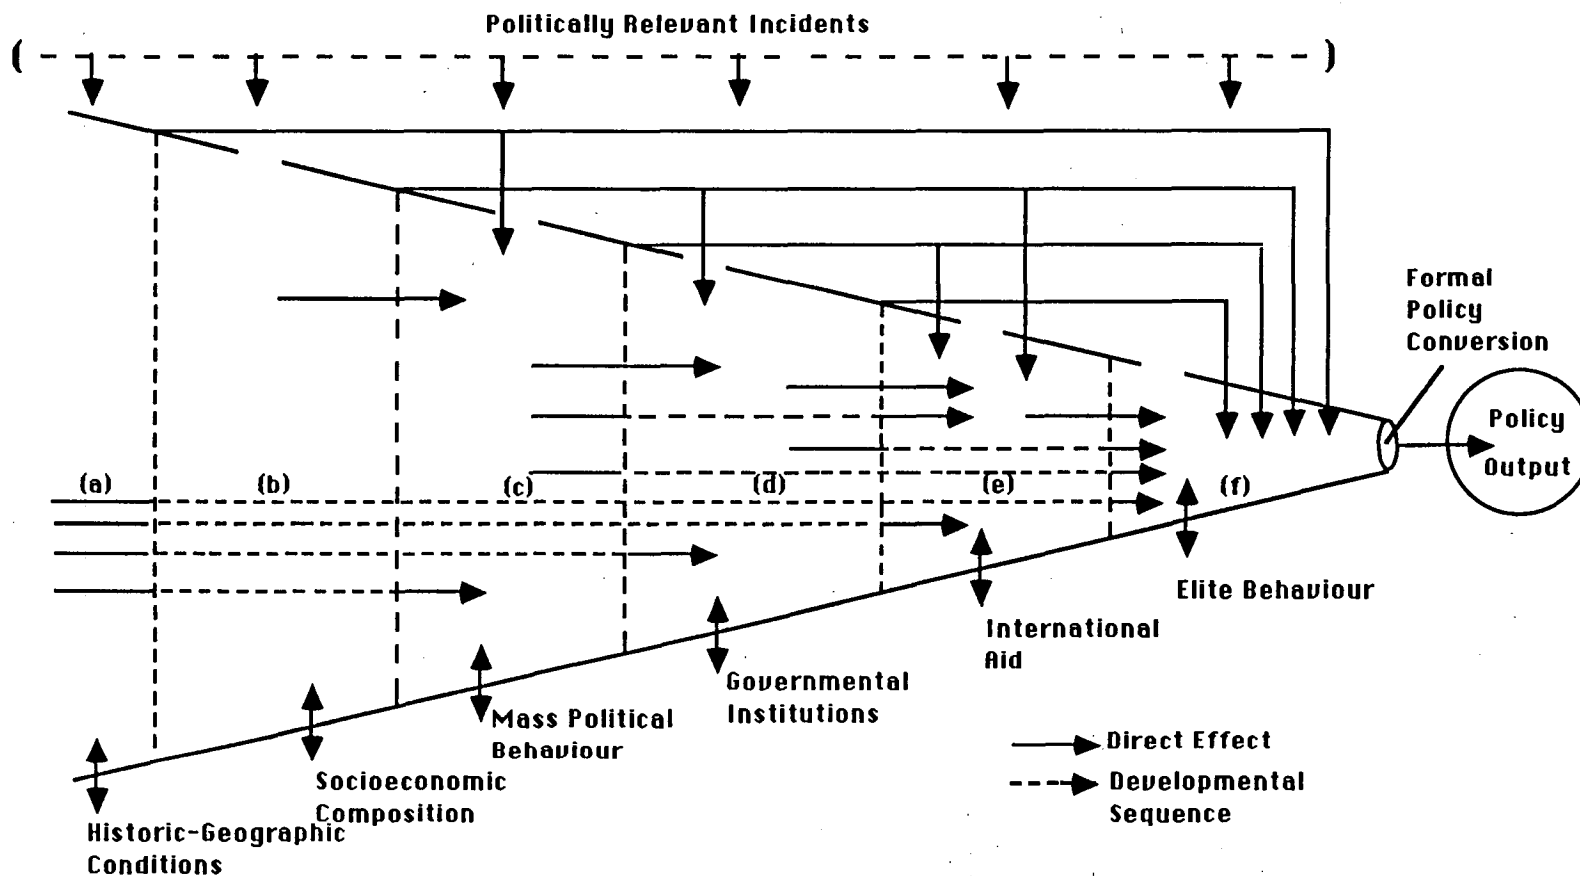 Politically Relevant Incidents
Formal
Policy
Conversion
Policy
Output
(a)
(b)
(c)
(d)
(e)
(f)
Elite Behaviour
International
Aid
Governmental
Institutions
Mass Political
Behaviour
Socioeconomic
Composition
Historic-Geographic
Conditions
Direct Effect
Developmental
Sequence